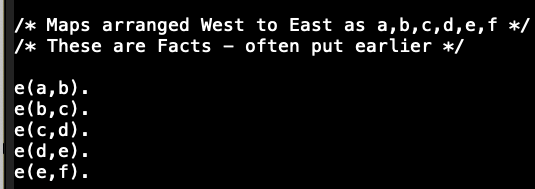 /* Maps arranged West to East as a,b,c,d,e,f */
/* These are Facts – often put earlier */
e(a,b).
e(b,c).
e(c,d).
e(d,e).
e(e,f).